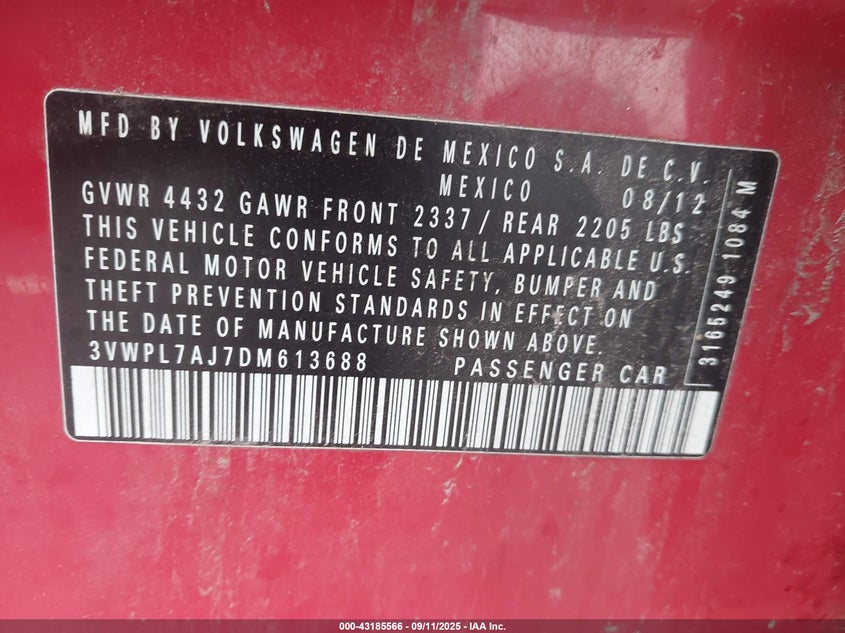 MFD BY VOLKSWAGEN DE MEXICO S.A. DE C.V.
MEXICO 08/12
GVWR 4432 GAWR FRONT 2337/ REAR 2205 LBS
THIS VEHICLE CONFORMS TO ALL APPLICABLE U.S.
FEDERAL MOTOR VEHICLE SAFETY, BUMPER AND
THEFT PREVENTION STANDARDS IN EFFECT ON
THE DATE OF MANUFACTURE SHOWN ABOVE.
3VWPL7AJ7DM613688 PASSENGER CAR
3165249 1084 M
000-43185566 - 09/11/2025 - IAA Inc.